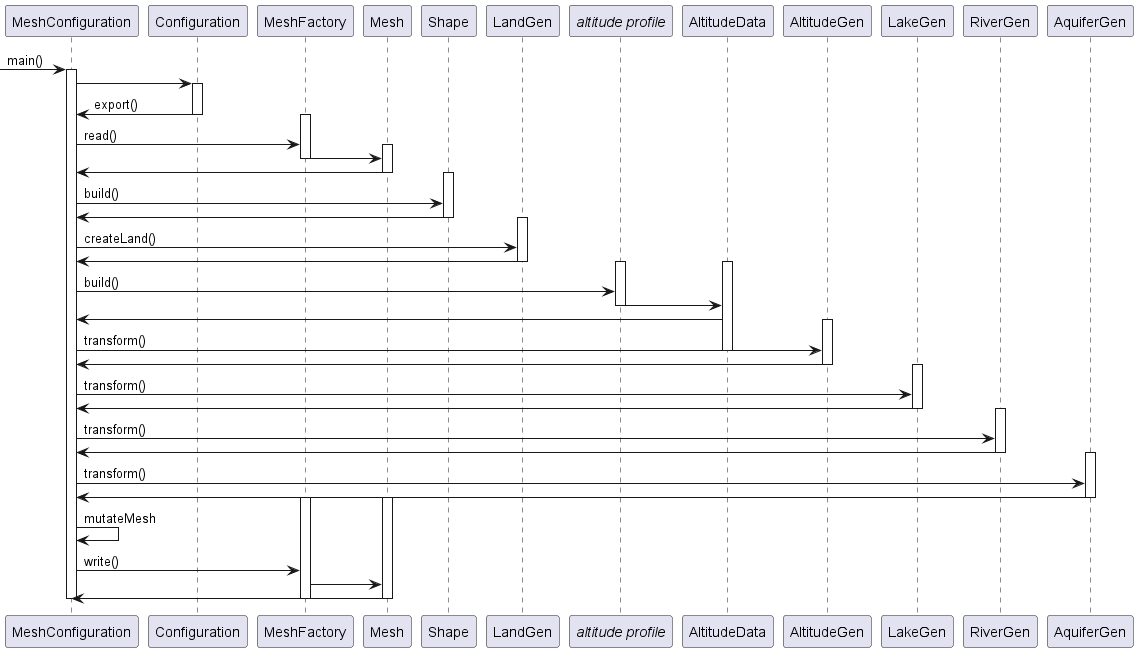 MeshConfiguration Configuration MeshFactory Mesh Shape LandGen altitude profile AltitudeData AltitudeGen LakeGen RiverGen AquiferGen
main()
export()
read()
build()
createLand()
build()
transform()
transform()
transform()
transform()
mutateMesh
write()
MeshConfiguration Configuration MeshFactory Mesh Shape LandGen altitude profile AltitudeData AltitudeGen LakeGen RiverGen AquiferGen